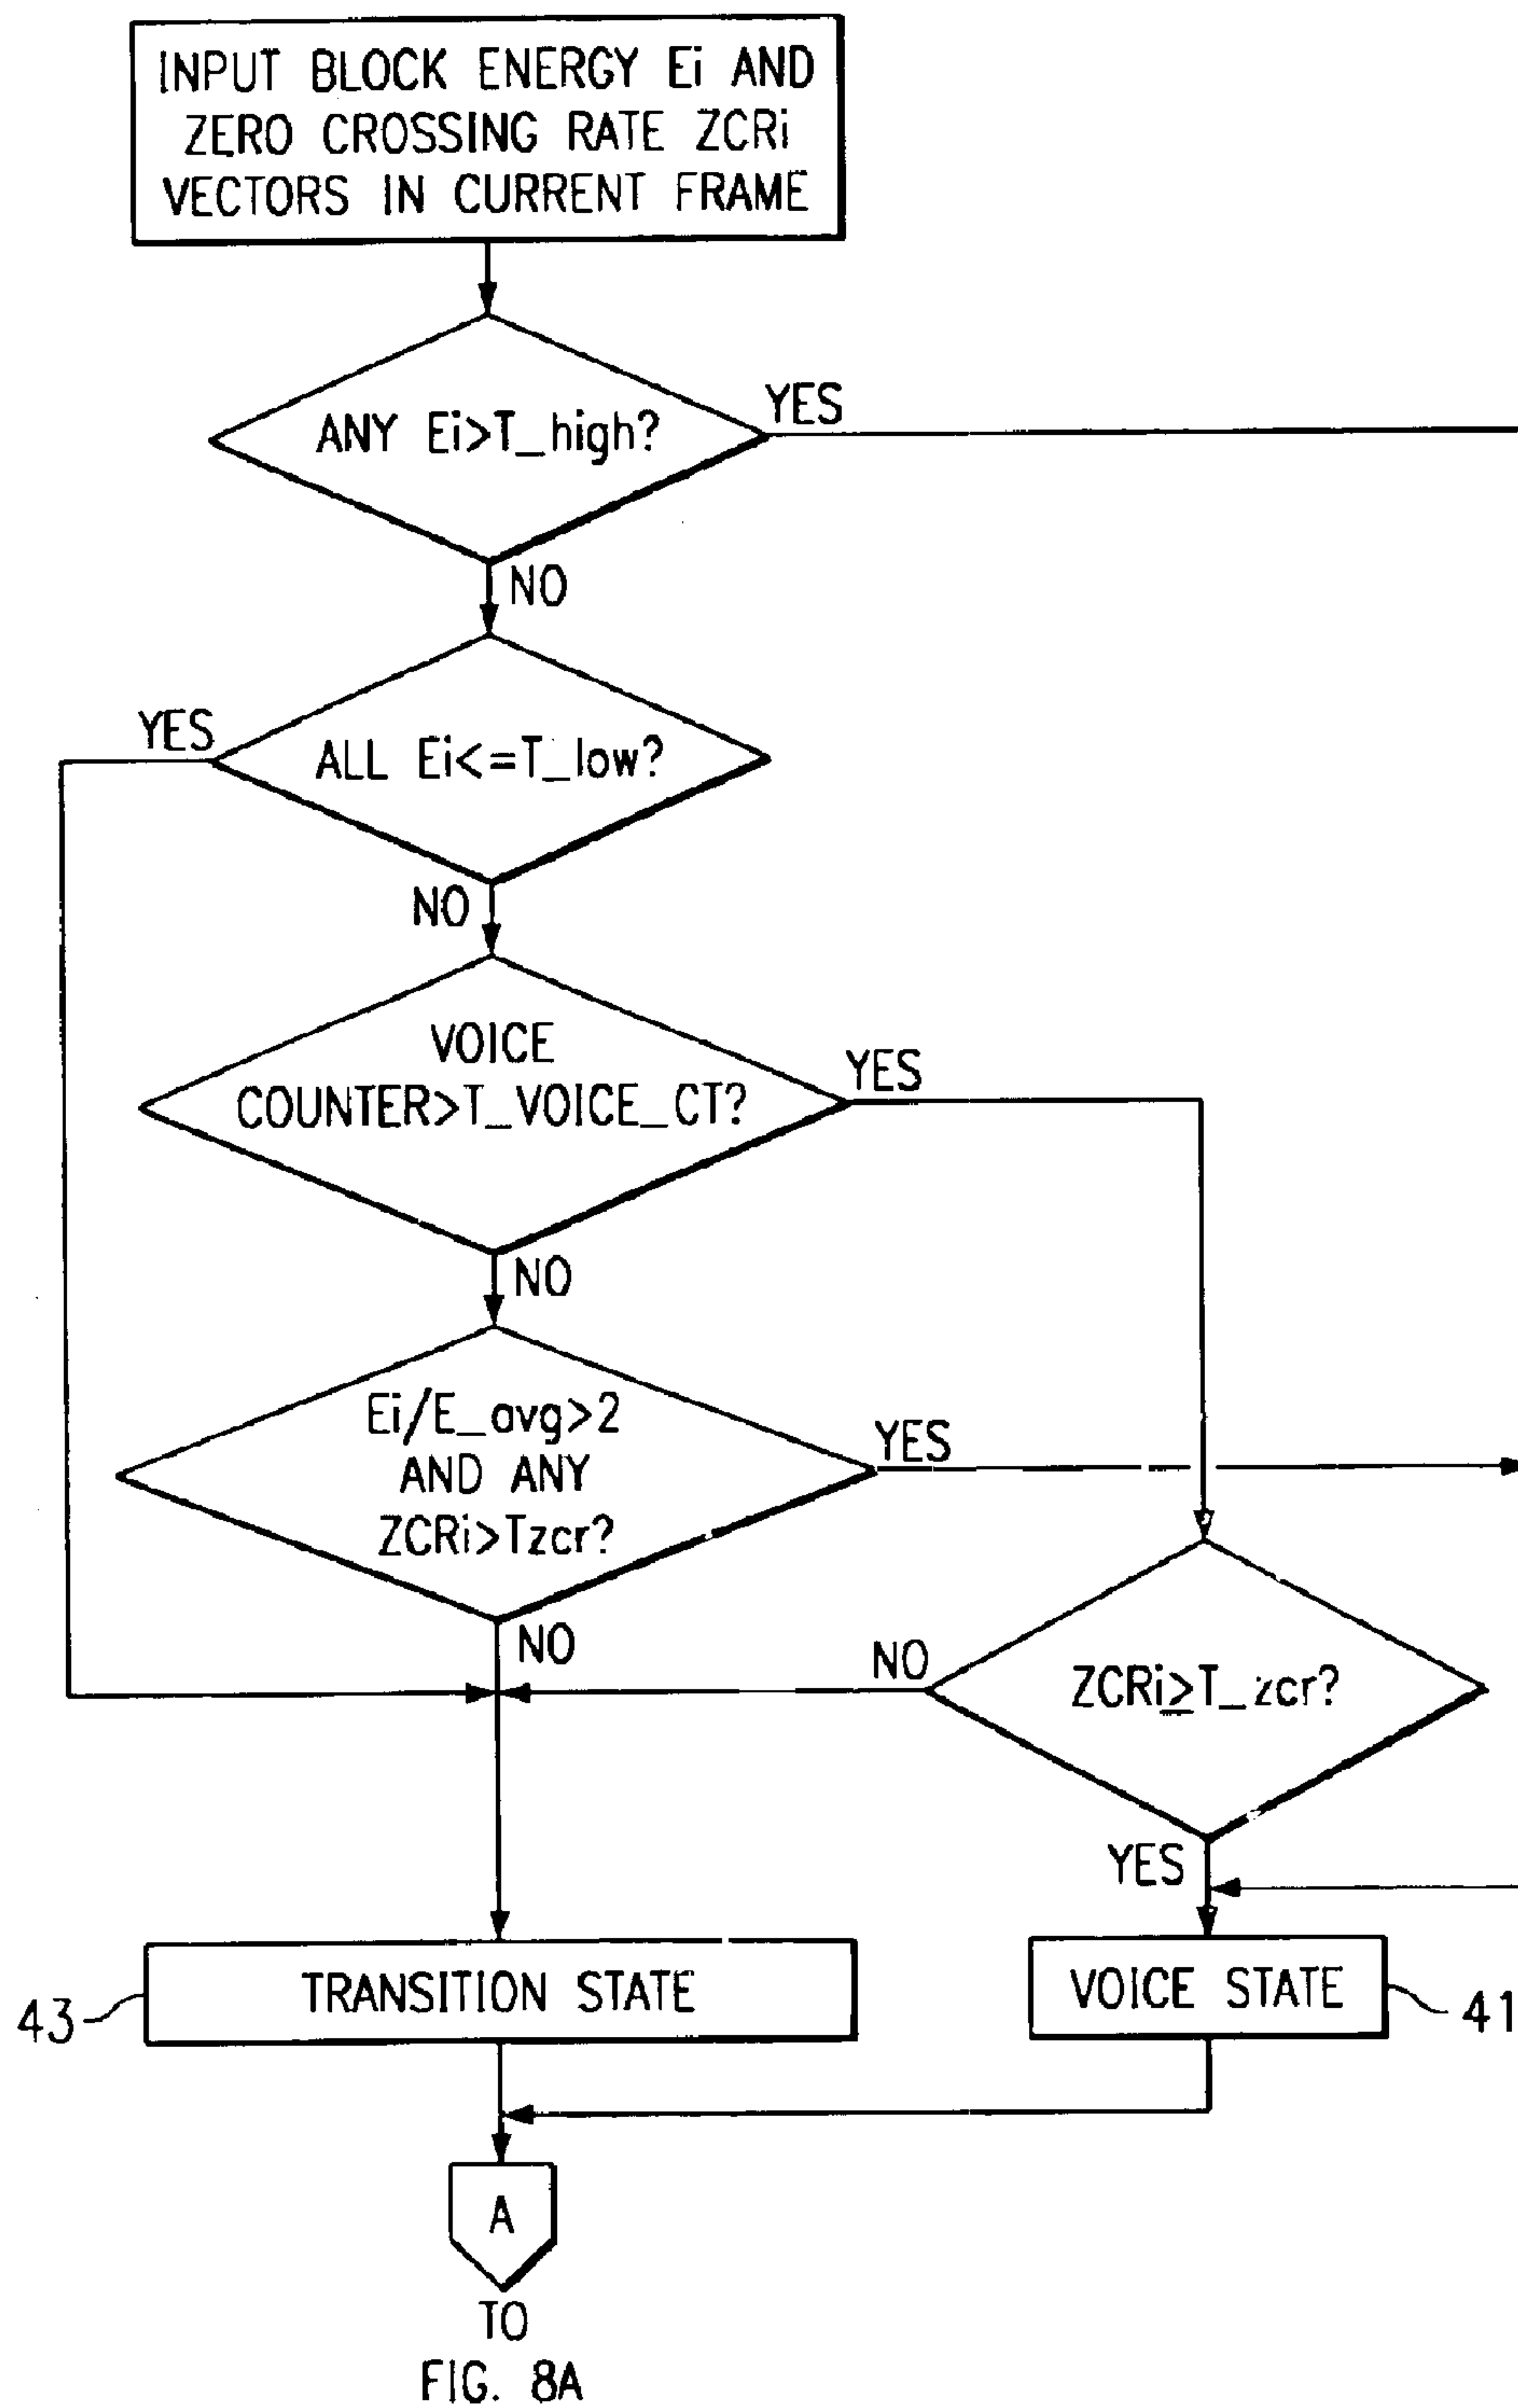 INPUT BLOCK ENERGY Ei AND
ZERO CROSSING RATE ZCRi
VECTORS IN CURRENT FRAME
ANY Ei>T_high?
YES
NO
YES
ALL Ei<=T_low?
NO
VOICE
COUNTER>T_VOICE_CT?
YES
NO
Ei/E_avg>2
AND ANY
ZCRi>Tzcr?
YES
NO
NO
ZCRi≥T_zcr?
YES
43
TRANSITION STATE
VOICE STATE
41
A
TO
FIG. 8A